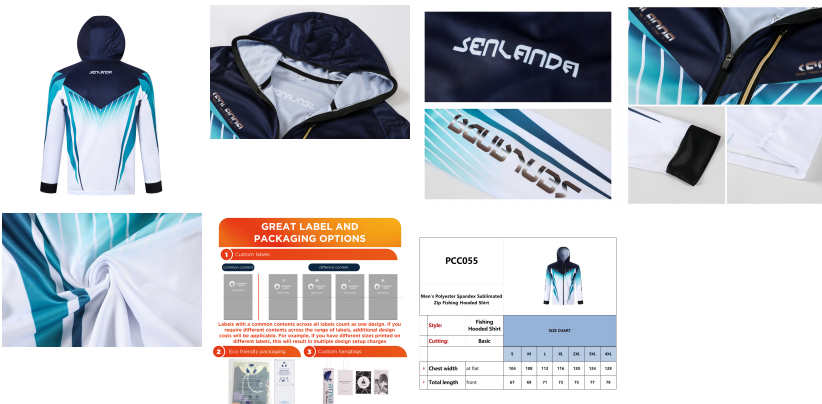 SENLANDA
SENLANDA
SENLANDA
SENLANDA
SENLANDA
GREAT LABEL AND
PACKAGING OPTIONS
1 Custom labels
common content
different content
S M L XL
Labels with a common contents across all labels count as one design. if you
require different contents across the range of labels, additional design
costs will be applicable. For example, if you have different sizes printed on
different labels, this will result in multiple design setup charges
2 Eco friendly packaging
3 Custom hangtags
PCC055
Men's Polyester Spandex Sublimated
Zip Fishing Hooded Shirt
Style: Fishing
Hooded Shirt
SIZE CHART
Cutting: Basic
S M L XL 2XL 3XL 4XL
Chest width at flat 104 108 112 116 120 124 128
Total length front 67 69 71 73 75 77 79